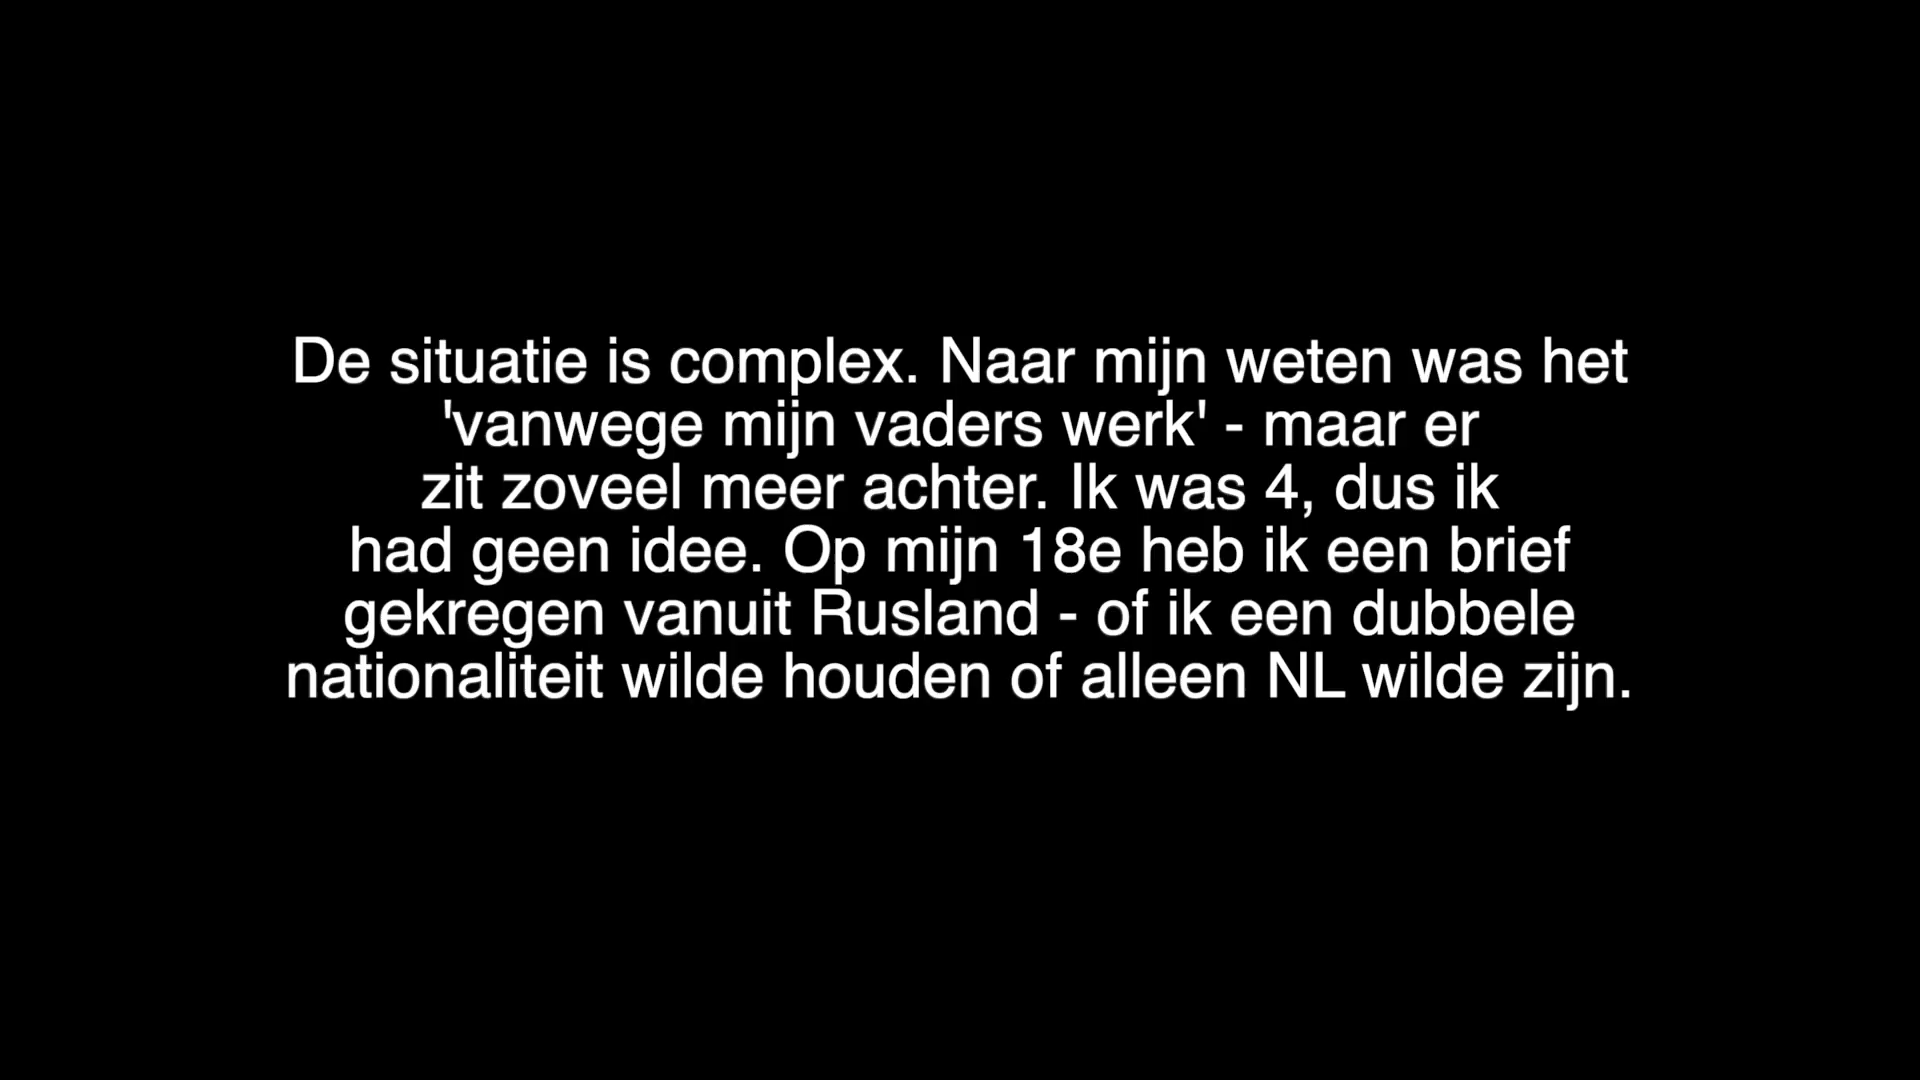 De situatie is complex. Naar mijn weten was het
'vanwege mijn vaders werk' - maar er
zit zoveel meer achter. Ik was 4, dus ik
had geen idee. Op mijn 18e heb ik een brief
gekregen vanuit Rusland - of ik een dubbele
nationaliteit wilde houden of alleen NL wilde zijn.